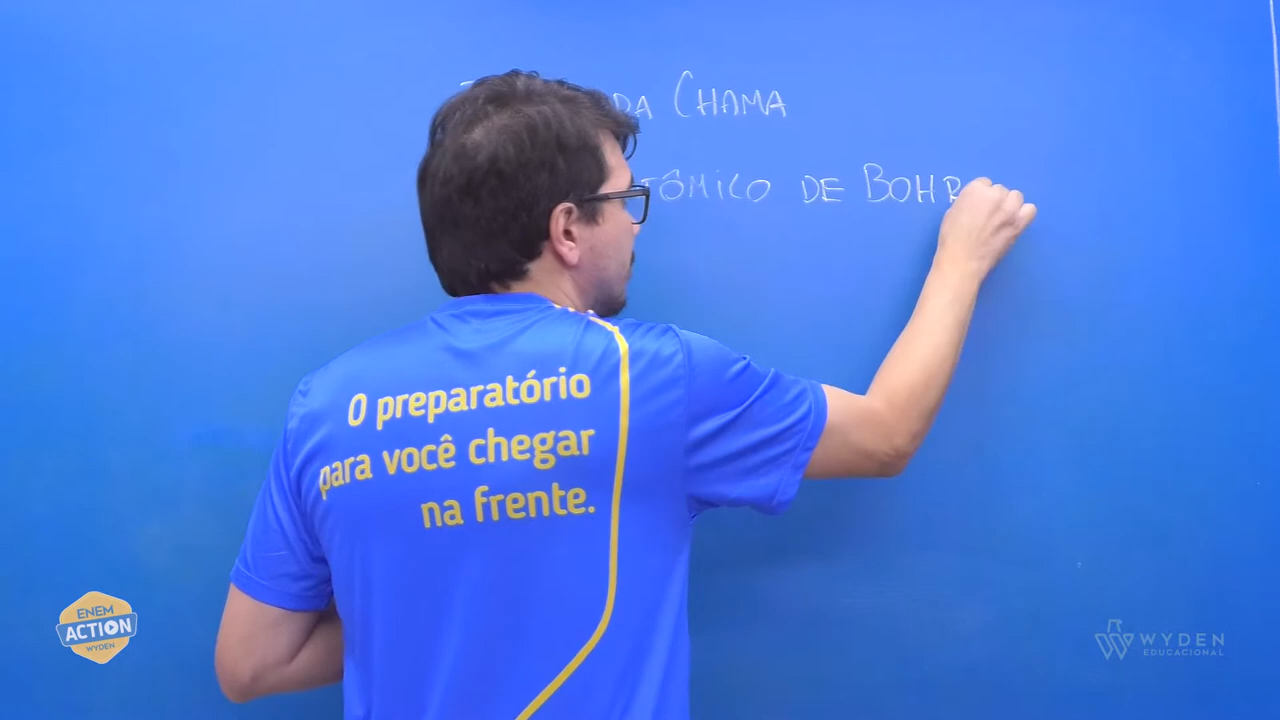 DA CHAMA
TÔMICO DE BOHR
O preparatório
para você chegar
na frente.
ENEM
ACTION
WYDEN
WYDEN
EDUCACIONAL